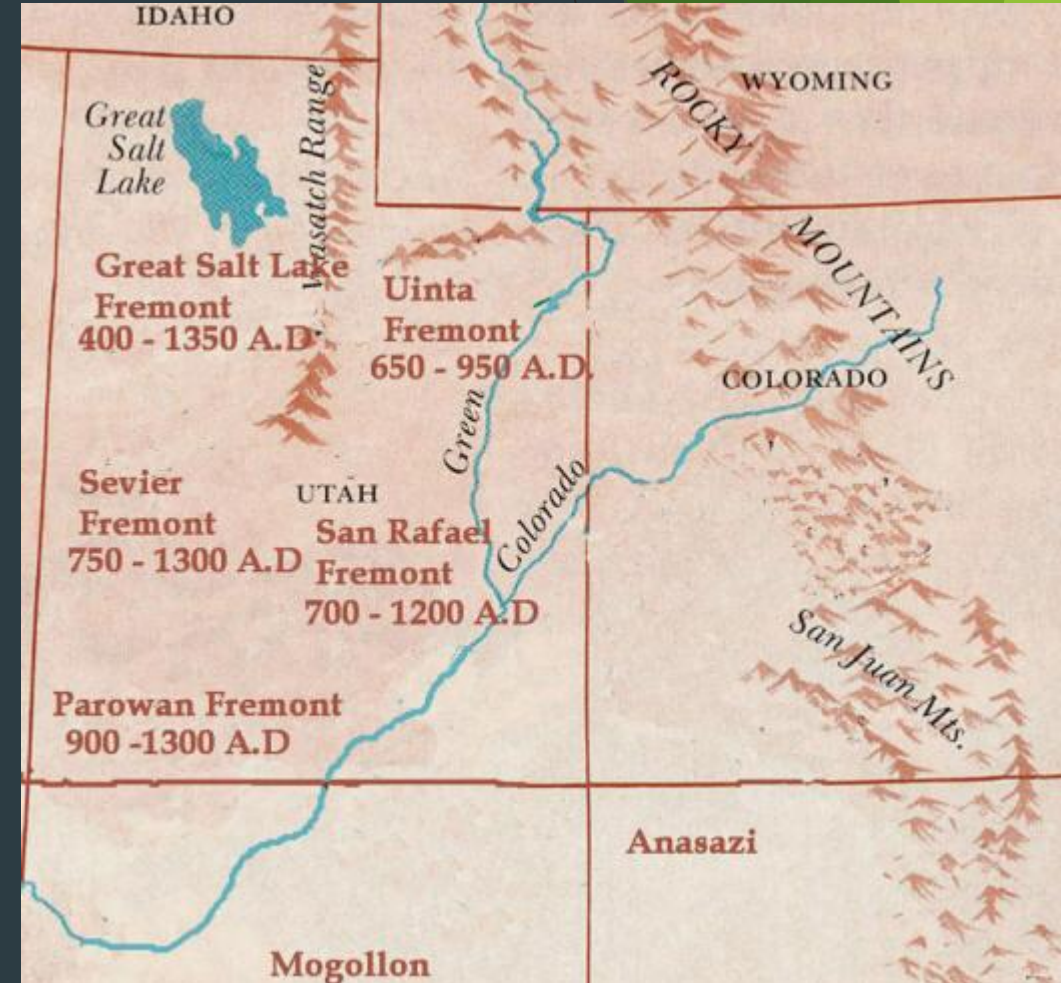 IDAHO
WYOMING
ROCKY
MOUNTAINS
Great
Salt
Lake
Wasatch Range
Great Salt Lake
Fremont
400 - 1350 A.D.
Uinta
Fremont
650 - 950 A.D.
COLORADO
Green
Colorado
Sevier
Fremont
750 - 1300 A.D
UTAH
San Rafael
Fremont
700 - 1200 A.D
San Juan Mts.
Parowan Fremont
900 -1300 A.D
Anasazi
Mogollon